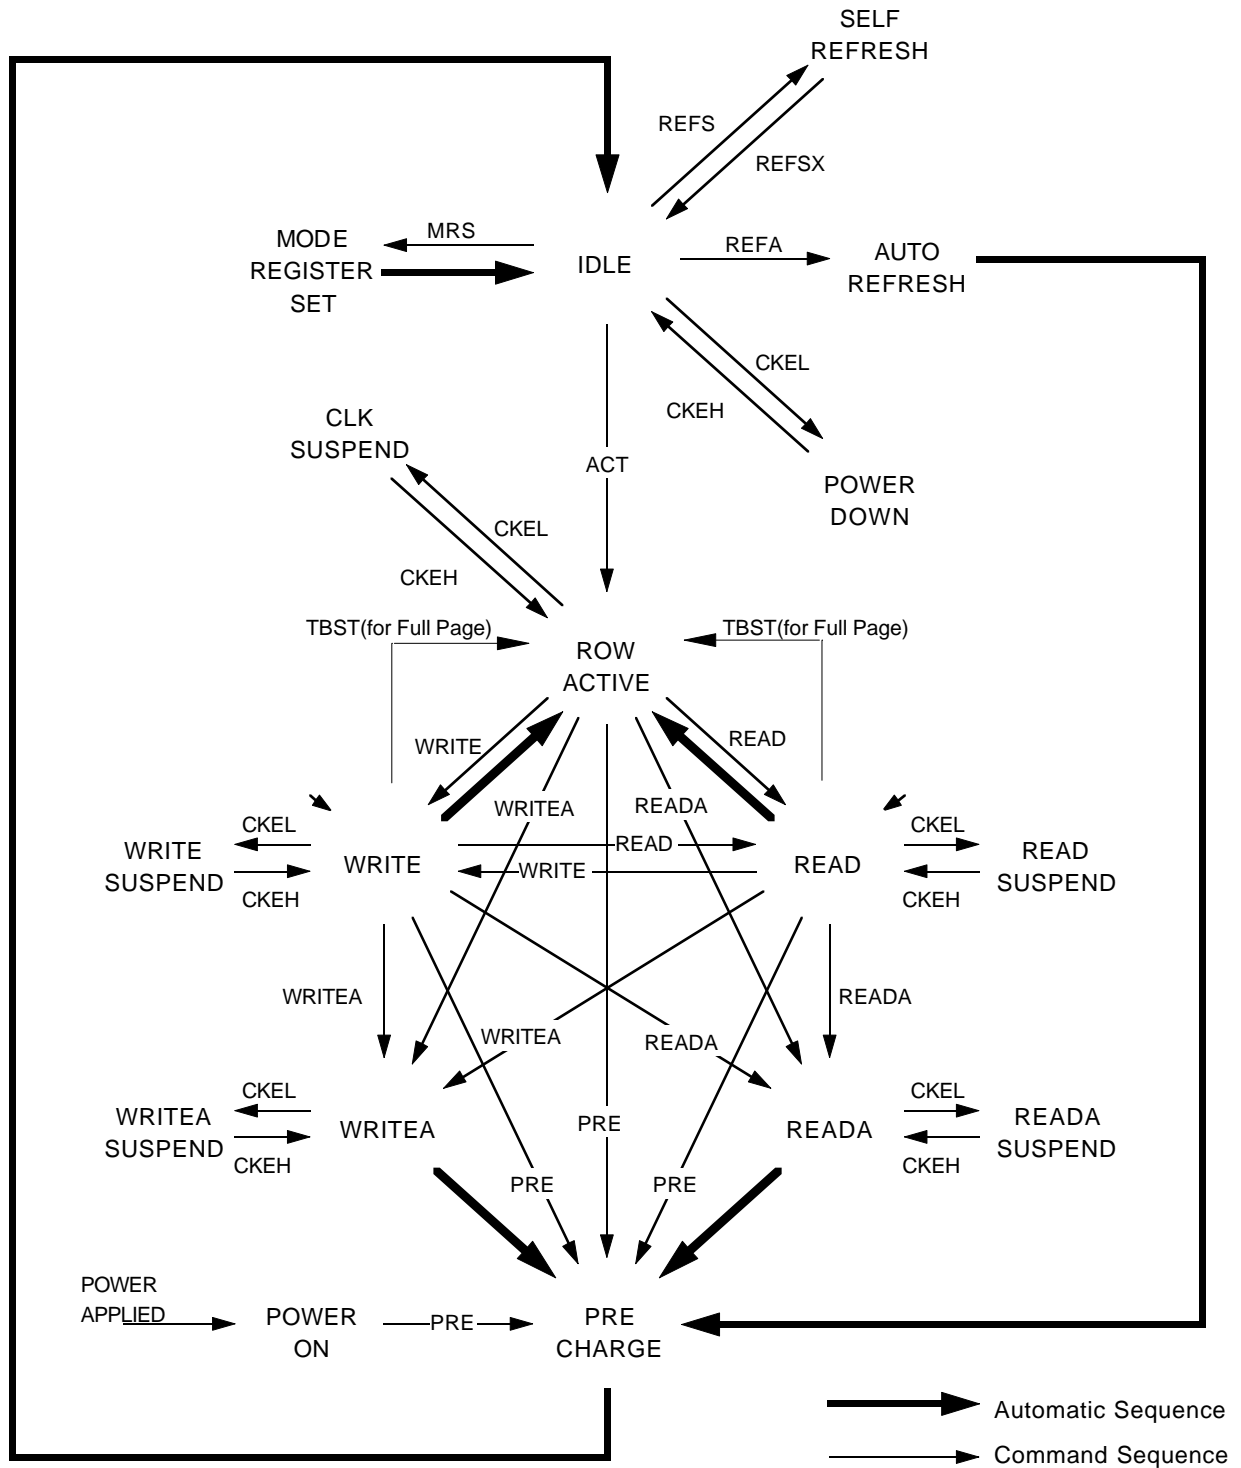 SELF
REFRESH
REFS
REFSX
MODE
REGISTER
SET
MRS
IDLE
REFA
AUTO
REFRESH
CKEL
CKEH
CLK
SUSPEND
ACT
POWER
DOWN
CKEL
CKEH
TBST(for Full Page)
TBST(for Full Page)
ROW
ACTIVE
WRITE
READ
WRITEA
READA
CKEL
CKEL
WRITE
SUSPEND
WRITE
READ
WRITE
READ
READ
SUSPEND
CKEH
CKEH
WRITEA
READA
WRITEA
READA
CKEL
CKEL
WRITEA
SUSPEND
WRITEA
PRE
READA
READA
SUSPEND
CKEH
CKEH
PRE
PRE
POWER
APPLIED
POWER
ON
PRE
PRE
CHARGE
Automatic Sequence
Command Sequence